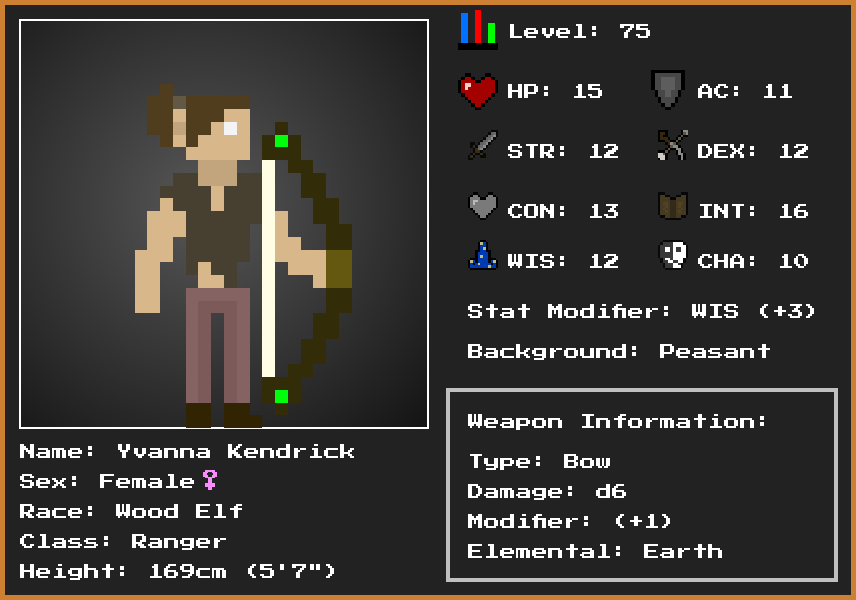 Level: 75
HP: 15
AC: 11
STR: 12
DEX: 12
CON: 13
INT: 16
WIS: 12
CHA: 10
Stat Modifier: WIS (+3)
Background: Peasant
Weapon Information:
Type: Bow
Damage: d6
Modifier: (+1)
Elemental: Earth
Name: Yvanna Kendrick
Sex: Female♀
Race: Wood Elf
Class: Ranger
Height: 169cm (5'7")